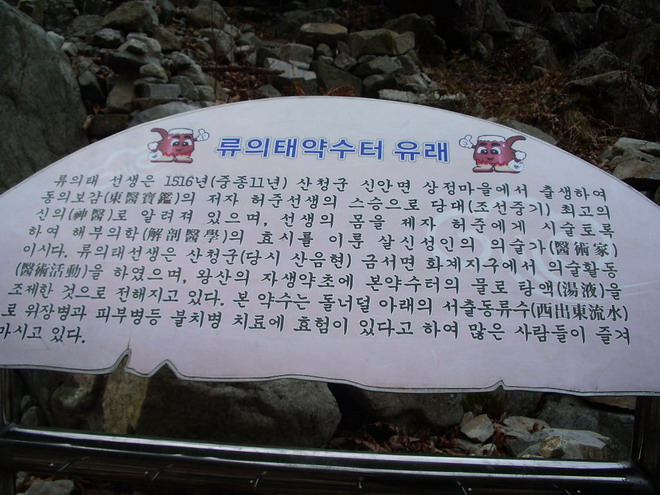 류의태약수터 유래
류의태 선생은 1516년(중종11년) 산청군 신안면 상정마을에서 출생하여
동의보감(東醫寶鑑)의 저자 허준선생의 스승으로 당대(조선중기) 최고의
신의(神醫)로 알려져 있으며, 선생의 몸을 제자 허준에게 시술토록
하여 해부의학(解剖醫學)의 효시를 이룬 살신성인의 의술가(醫術家)
이시다. 류의태선생은 산청군(당시 산음현) 금서면 화계지구에서 의술활동
(醫術活動)을 하였으며, 왕산의 자생약초에 본약수터의 물로 탕액(湯液)을
조제한 것으로 전해지고 있다. 본 약수는 돌너덜 아래의 서출동류수(西出東流水)
로 위장병과 피부병등 불치병 치료에 효험이 있다고 하여 많은 사람들이 즐겨
마시고 있다.